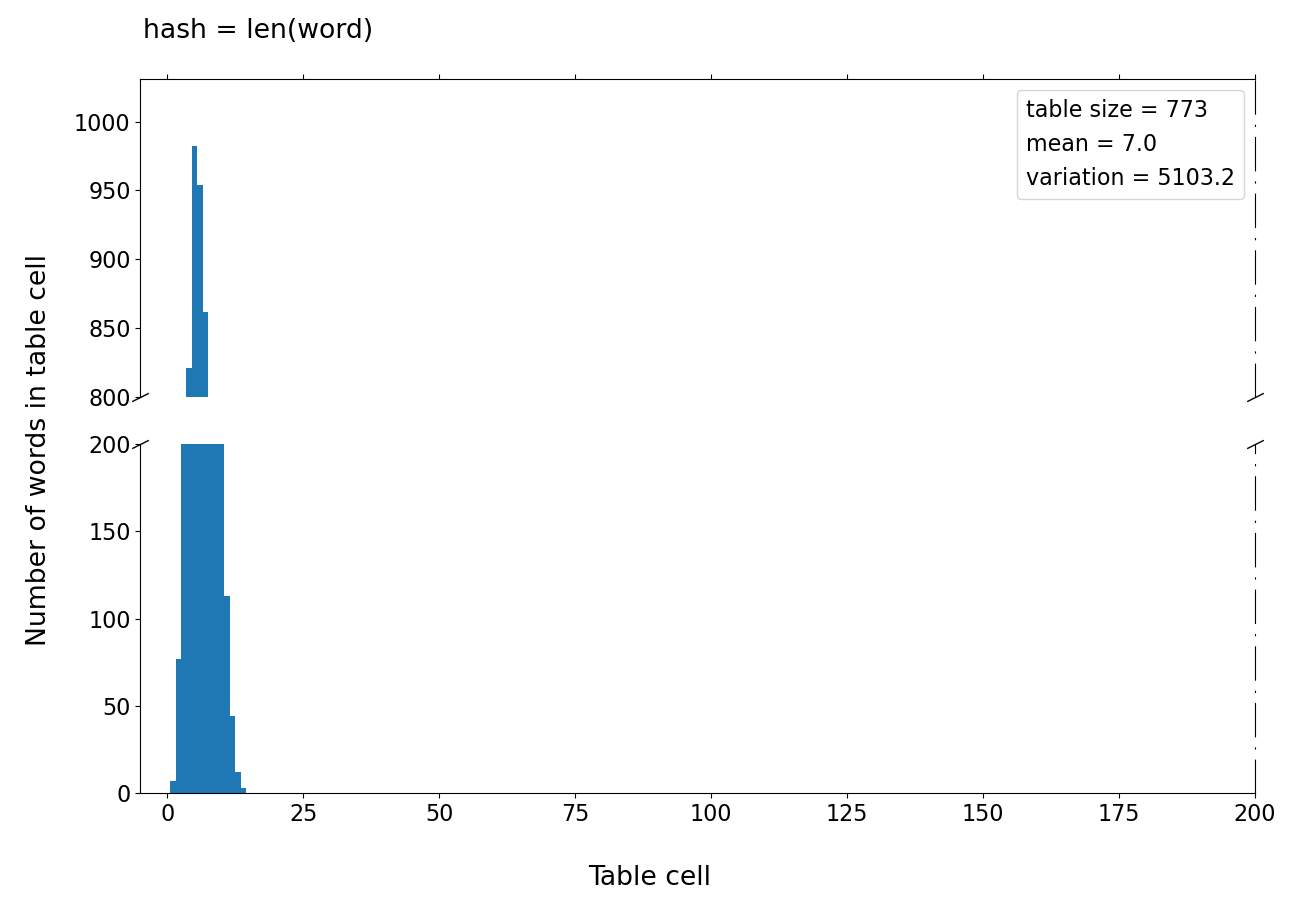 hash = len(word)
table size = 773
mean = 7.0
variation = 5103.2
Number of words in table cell
1000
950
900
850
800
200
150
100
50
0
0 25 50 75 100 125 150 175 200
Table cell